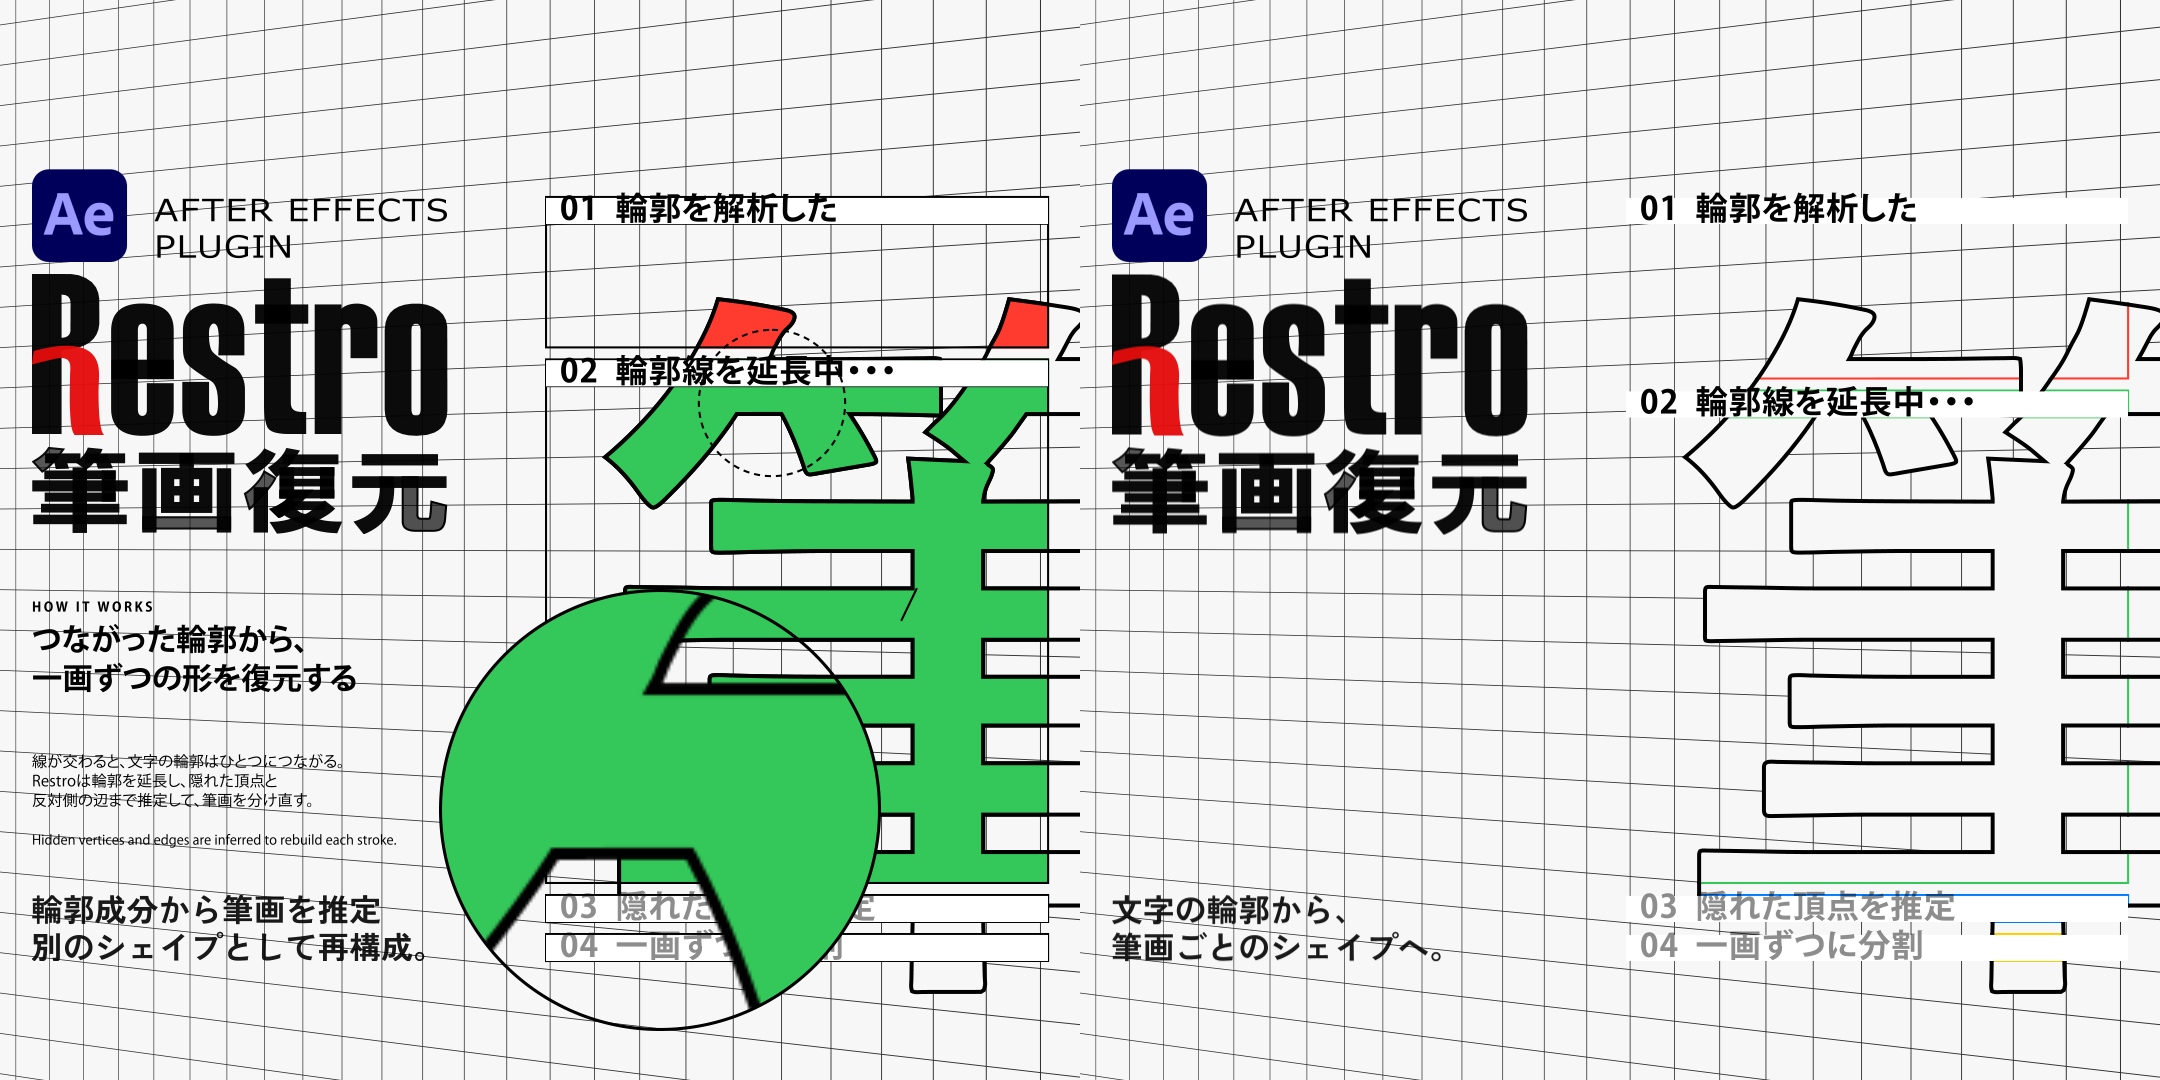 Ae
AFTER EFFECTS
PLUGIN
Restro
筆画復元
HOW IT WORKS
つながった輪郭から、
一画ずつの形を復元する
線が交わると、文字の輪郭はひとつにつながる。
Restroは輪郭を延長し、隠れた頂点と
反対側の辺まで推定して、筆画を分け直す。
Hidden vertices and edges are inferred to rebuild each stroke.
輪郭成分から筆画を推定
別のシェイプとして再構成。
01 輪郭を解析した
02 輪郭線を延長中・・・
03 隠れた 定
04 一画ず 割
Ae
AFTER EFFECTS
PLUGIN
Restro
筆画復元
文字の輪郭から、
筆画ごとのシェイプへ。
01 輪郭を解析した
02 輪郭線を延長中・・・
03 隠れた頂点を推定
04 一画ずつに分割